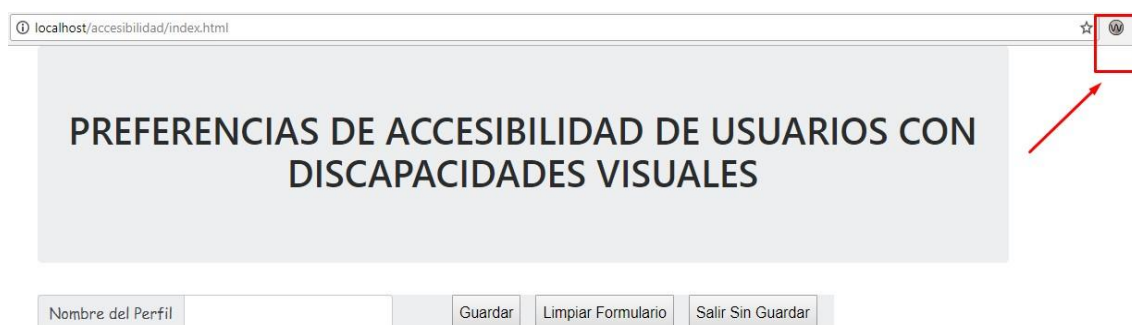 localhost/accesibilidad/index.html
PREFERENCIAS DE ACCESIBILIDAD DE USUARIOS CON
DISCAPACIDADES VISUALES
Nombre del Perfil Guardar Limpiar Formulario Salir Sin Guardar